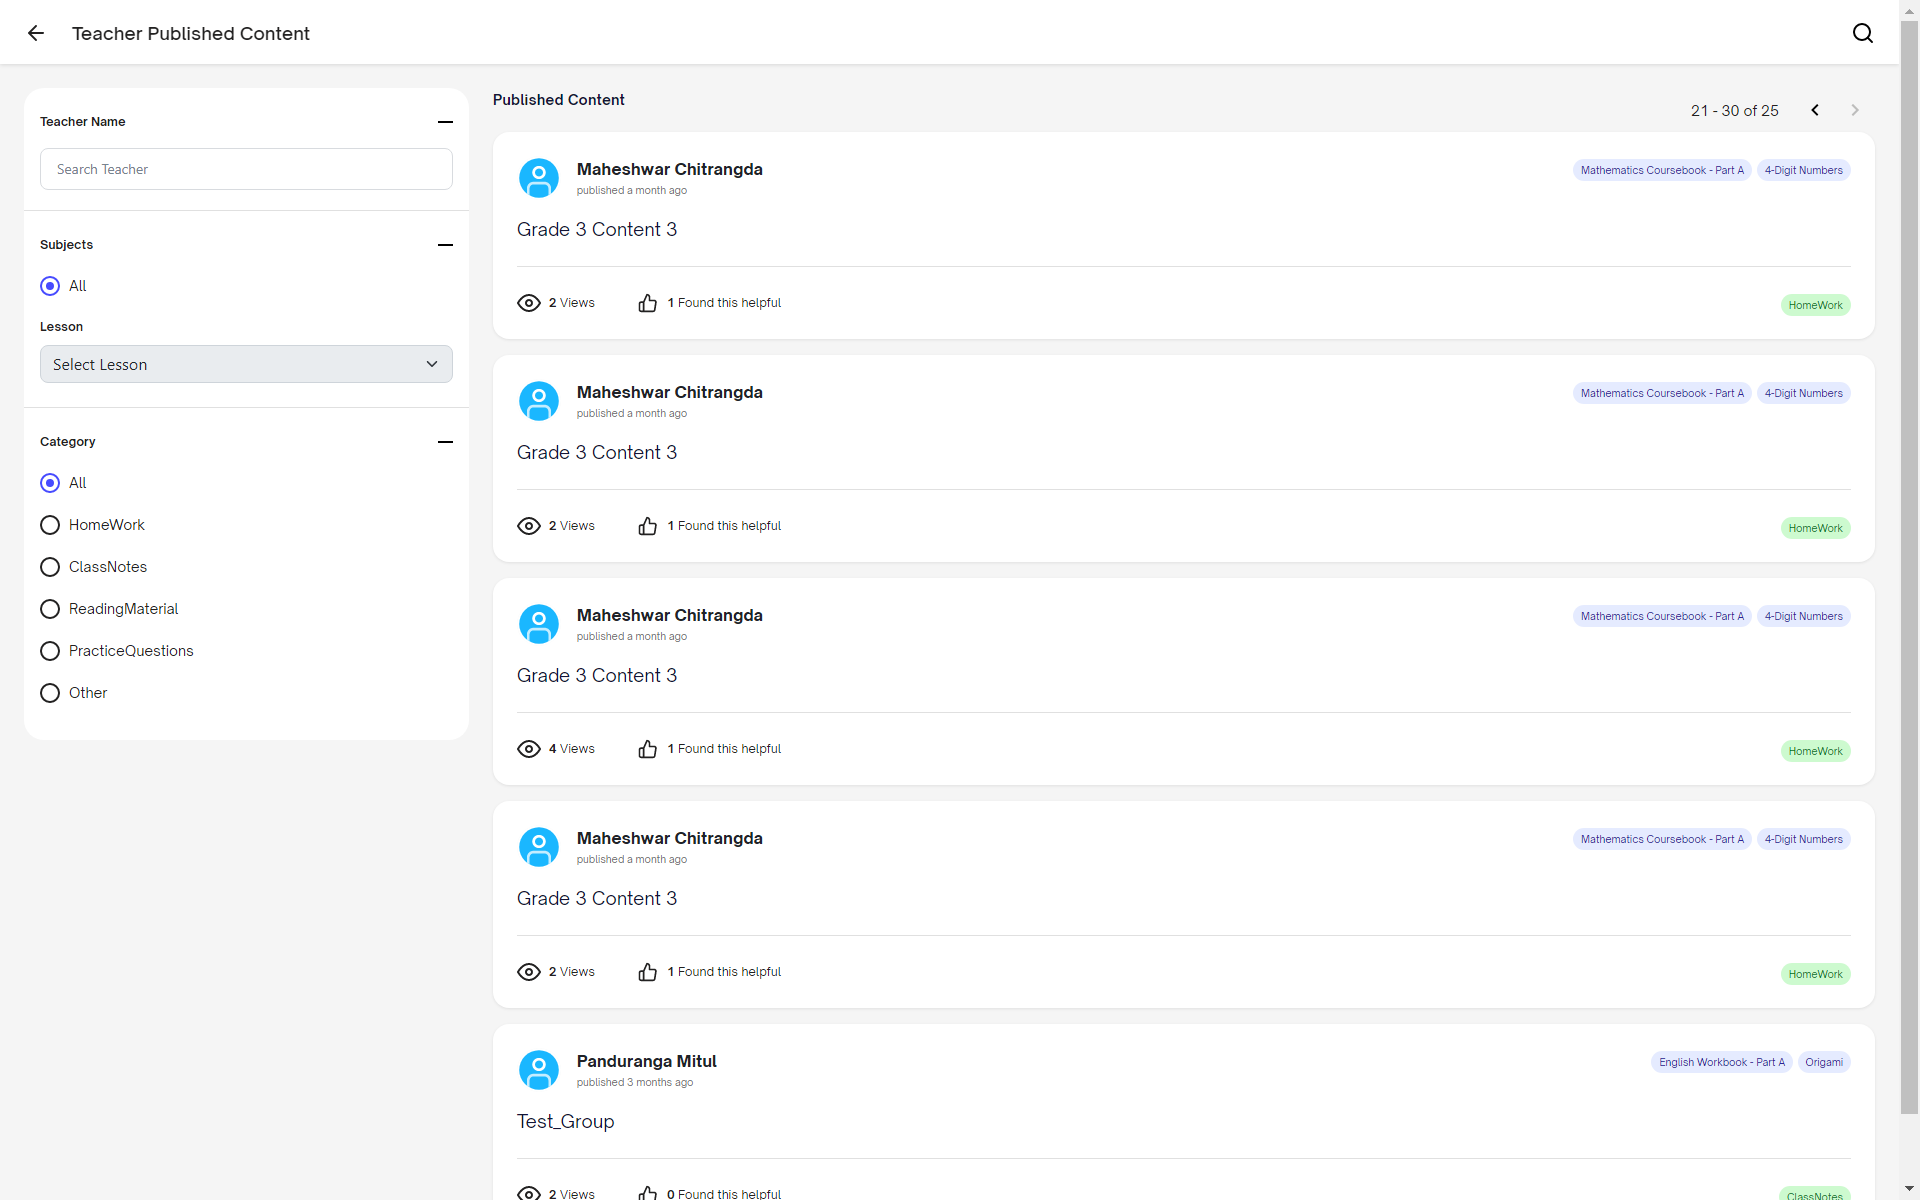 Teacher Published Content
Teacher Name
Search Teacher
Subjects
All
Lesson
Select Lesson
Category
All
HomeWork
ClassNotes
ReadingMaterial
PracticeQuestions
Other
Published Content
21 - 30 of 25
Maheshwar Chitrangda
published a month ago
Mathematics Coursebook - Part A
4-Digit Numbers
Grade 3 Content 3
2 Views
1 Found this helpful
HomeWork
Maheshwar Chitrangda
published a month ago
Mathematics Coursebook - Part A
4-Digit Numbers
Grade 3 Content 3
2 Views
1 Found this helpful
HomeWork
Maheshwar Chitrangda
published a month ago
Mathematics Coursebook - Part A
4-Digit Numbers
Grade 3 Content 3
4 Views
1 Found this helpful
HomeWork
Maheshwar Chitrangda
published a month ago
Mathematics Coursebook - Part A
4-Digit Numbers
Grade 3 Content 3
2 Views
1 Found this helpful
HomeWork
Panduranga Mitul
published 3 months ago
English Workbook - Part A
Origami
Test_Group
2 Views
0 Found this helpful
ClassNotes